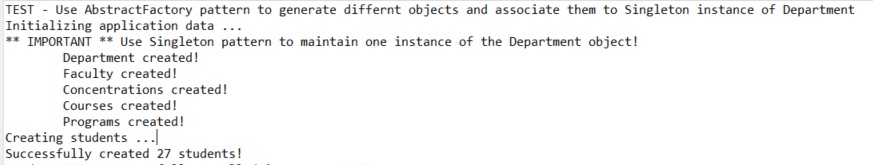 TEST - Use AbstractFactory pattern to generate differnt objects and associate them to Singleton instance of Department
Initializing application data ...
** IMPORTANT ** Use Singleton pattern to maintain one instance of the Department object!
Department created!
Faculty created!
Concentrations created!
Courses created!
Programs created!
Creating students ...
Successfully created 27 students!